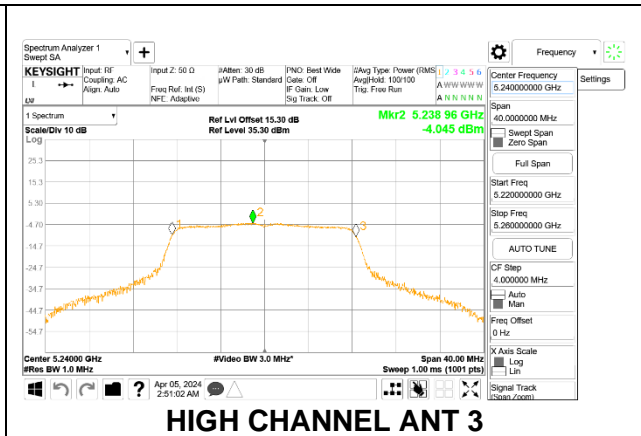 Spectrum Analyzer 1
Swept SA
+
Frequency
KEYSIGHT
Input: RF
Coupling: AC
Align: Auto
Input Z: 50 Ω
Freq Ref: Int (S)
NFE: Adaptive
#Atten: 30 dB
µW Path: Standard
PNO: Best Wide
Gate: Off
IF Gain: Low
Sig Track: Off
#Avg Type: Power (RMS
Avg|Hold: 100/100
Trig: Free Run
1 2 3 4 5 6
A W W W W W
A N N N N N
Center Frequency
5.240000000 GHz
Settings
Span
40.0000000 MHz
Swept Span
Zero Span
Full Span
Start Freq
5.220000000 GHz
Stop Freq
5.260000000 GHz
AUTO TUNE
CF Step
4.000000 MHz
Auto
Man
Freq Offset
0 Hz
X Axis Scale
Log
Lin
Signal Track
(Span Zoom)
1 Spectrum
Scale/Div 10 dB
Log
Ref Lvl Offset 15.30 dB
Ref Level 35.30 dBm
Mkr2 5.238 96 GHz
-4.045 dBm
25.3
15.3
5.30
-4.70
-14.7
-24.7
-34.7
-44.7
-54.7
1
2
3
Center 5.24000 GHz
#Res BW 1.0 MHz
#Video BW 3.0 MHz*
Span 40.00 MHz
Sweep 1.00 ms (1001 pts)
?
Apr 05, 2024
2:51:02 AM
HIGH CHANNEL ANT 3